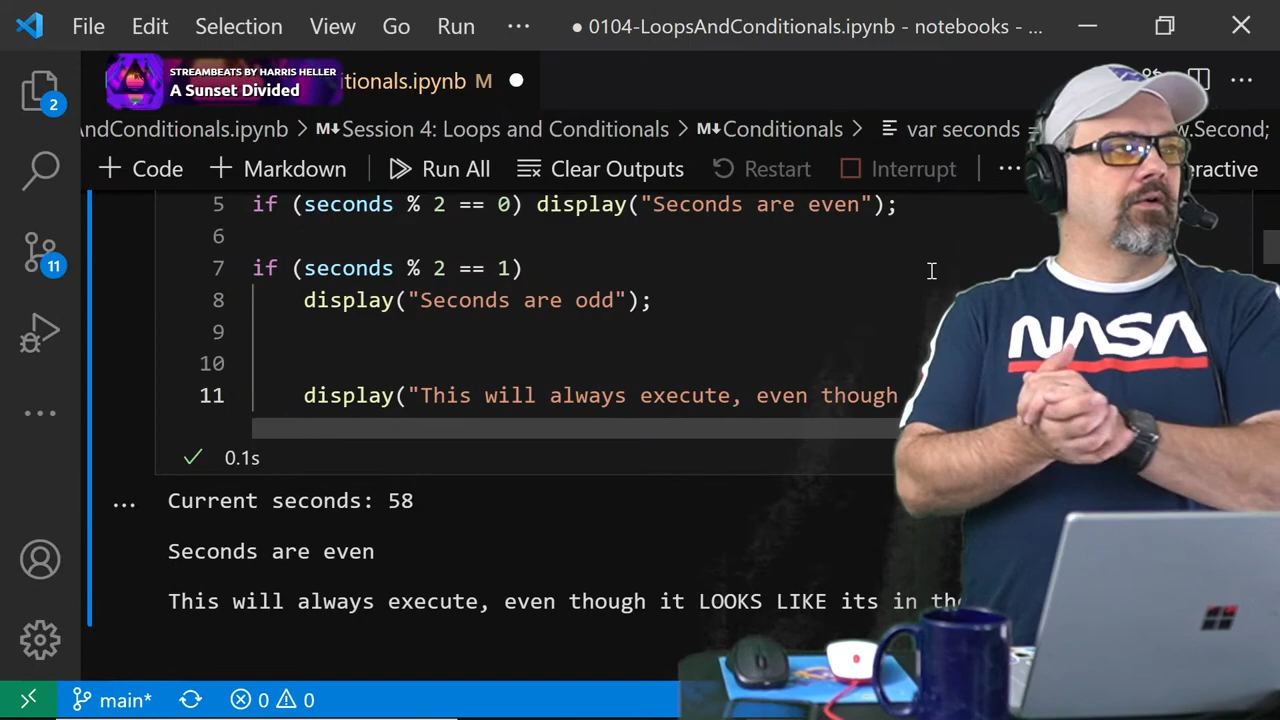 File Edit Selection View Go Run ··· ● 0104-LoopsAndConditionals.ipynb - notebooks - ...
STREAMBEATS BY HARRIS HELLER
A Sunset Divided
itionals.ipynb M
AndConditionals.ipynb > Session 4: Loops and Conditionals > Conditionals > var seconds = w.Second;
+ Code + Markdown Run All Clear Outputs Restart Interrupt ...
5 if (seconds % 2 == 0) display("Seconds are even");
6
7 if (seconds % 2 == 1)
8 display("Seconds are odd");
9
10
11 display("This will always execute, even though
0.1s
... Current seconds: 58
Seconds are even
This will always execute, even though it LOOKS LIKE its in
2
11
NASA
main* 0 0